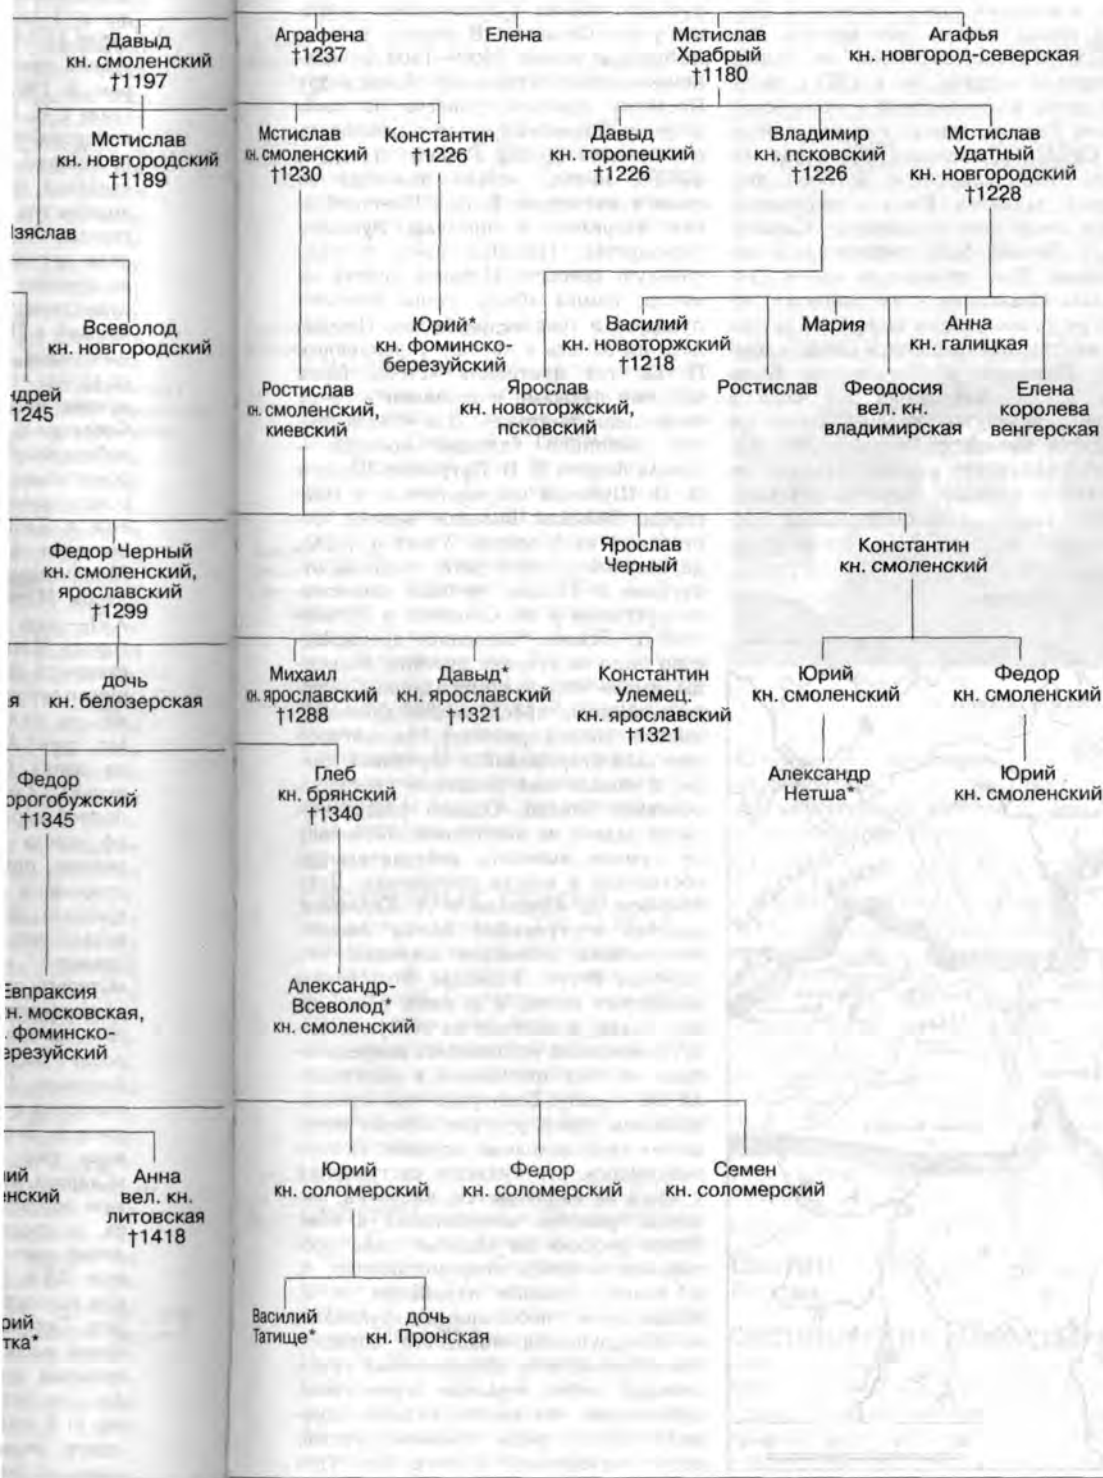 Давыд
кн. смоленский
†1197
Аграфена
†1237
Елена
Мстислав
Храбрый
†1180
Агафья
кн. новгород-северская
Мстислав
кн. новгородский
†1189
Мстислав
кн. смоленский
†1230
Константин
†1226
Давыд
кн. торопецкий
†1226
Владимир
кн. псковский
†1226
Мстислав
Удатный
кн. новгородский
†1228
Изяслав
Всеволод
кн. новгородский
ндрей
1245
Юрий*
кн. фоминско-
березуйский
Василий
кн. новоторжский
†1218
Мария
Анна
кн. галицкая
Ростислав
кн. смоленский,
киевский
Ярослав
кн. новоторжский,
псковский
Ростислав
Феодосия
вел. кн.
владимирская
Елена
королева
венгерская
Федор Черный
кн. смоленский,
ярославский
†1299
Ярослав
Черный
Константин
кн. смоленский
я
дочь
кн. белозерская
Михаил
кн. ярославский
†1288
Давыд*
кн. ярославский
†1321
Константин
Улемец.
кн. ярославский
†1321
Юрий
кн. смоленский
Федор
кн. смоленский
Федор
орогобужский
†1345
Глеб
кн. брянский
†1340
Александр
Нетша*
Юрий
кн. смоленский
Евпраксия
кн. московская,
. фоминско-
ерезуйский
Александр-
Всеволод*
кн. смоленский
ий
енский
Анна
вел. кн.
литовская
†1418
Юрий
кн. соломерский
Федор
кн. соломерский
Семен
кн. соломерский
рий
тка*
Василий
Татище*
дочь
кн. Пронская